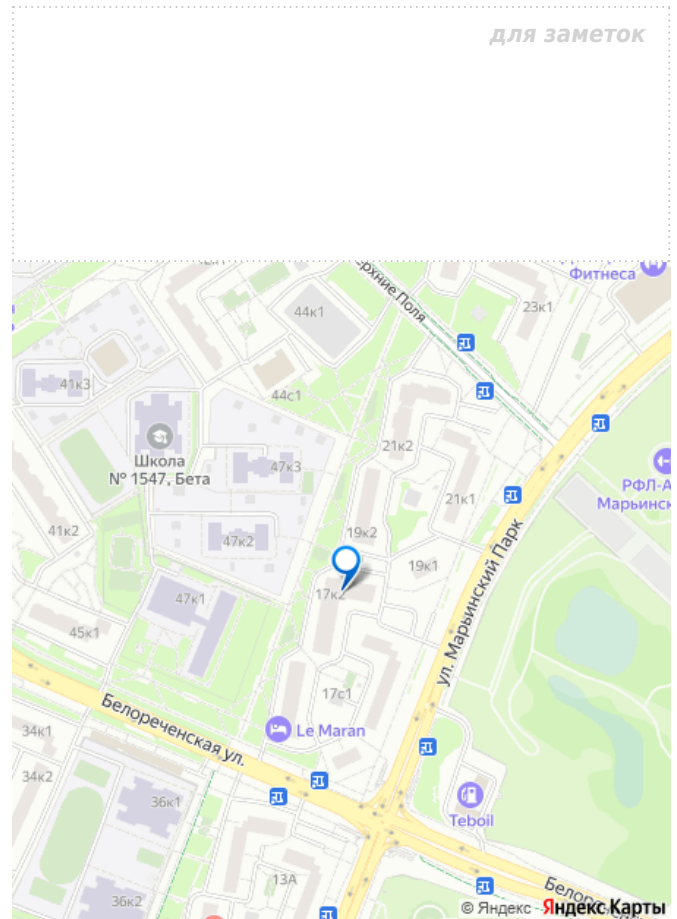 для заметок
Фитнеса
23к1
44к1
Верхние Поля
41к3
44с1
21к2
Школа
№ 1547, Бета
47к3
21к1
РФЛ-А
Марьинск
41к2
47к2
19к2
19к1
47к1
17к2
45к1
ул. Марьинский Парк
17с1
Белореченская ул.
Le Maran
34к1
34к2
36к1
Teboil
13А
36к2
© Яндекс Яндекс Карты